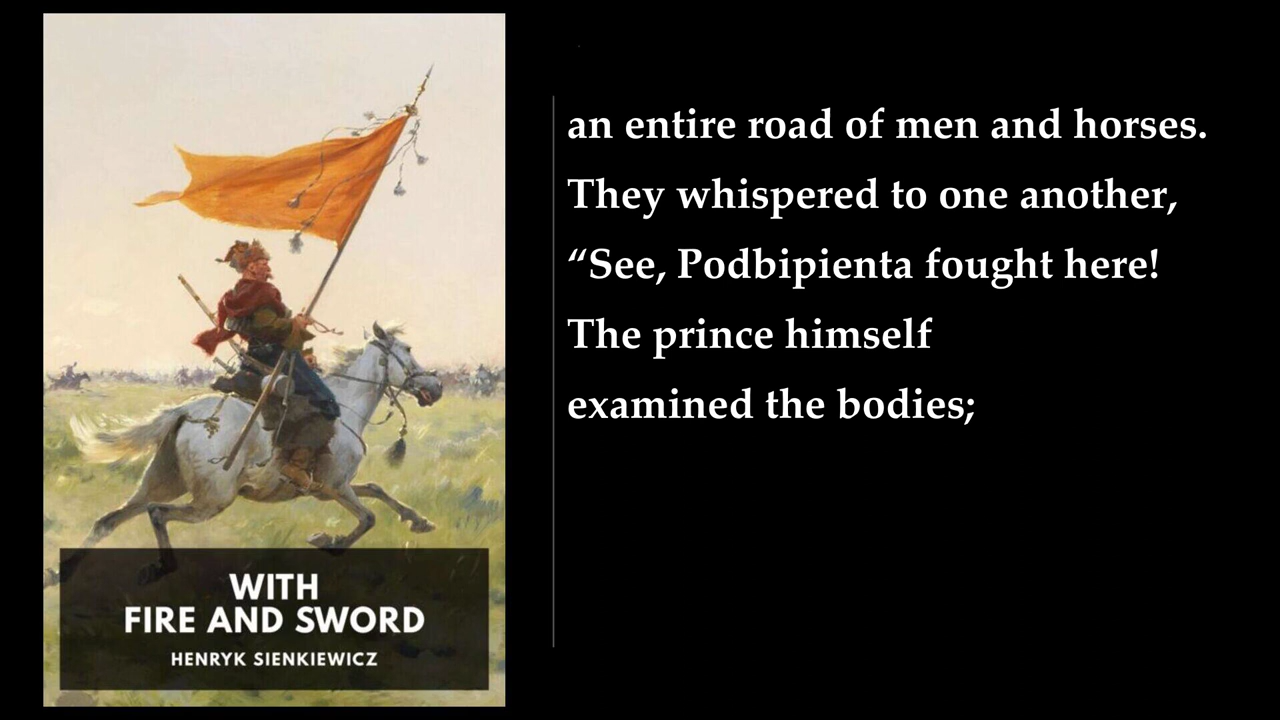 WITH
FIRE AND SWORD
HENRYK SIENKIEWICZ
an entire road of men and horses.
They whispered to one another,
“See, Podbipienta fought here!
The prince himself
examined the bodies;